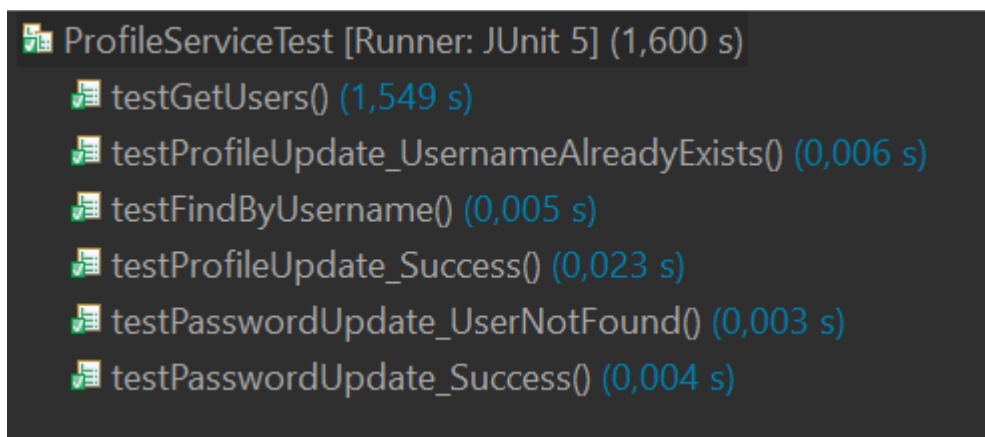 ProfileServiceTest [Runner: JUnit 5] (1,600 s)
testGetUsers() (1,549 s)
testProfileUpdate_UsernameAlreadyExists() (0,006 s)
testFindByUsername() (0,005 s)
testProfileUpdate_Success() (0,023 s)
testPasswordUpdate_UserNotFound() (0,003 s)
testPasswordUpdate_Success() (0,004 s)